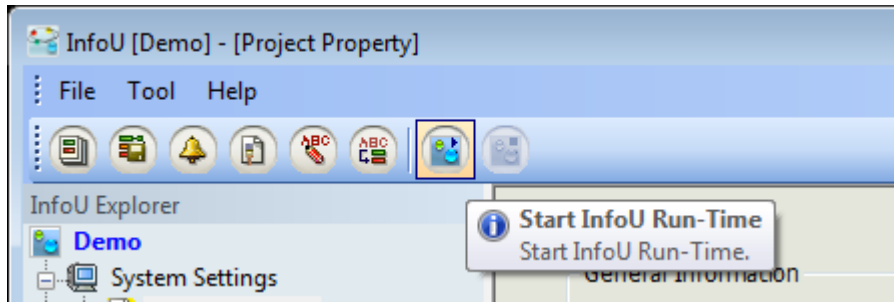 InfoU [Demo] - [Project Property]
File Tool Help
ABC ABC
InfoU Explorer
Start InfoU Run-Time
Demo
Start InfoU Run-Time.
System Settings
General Information